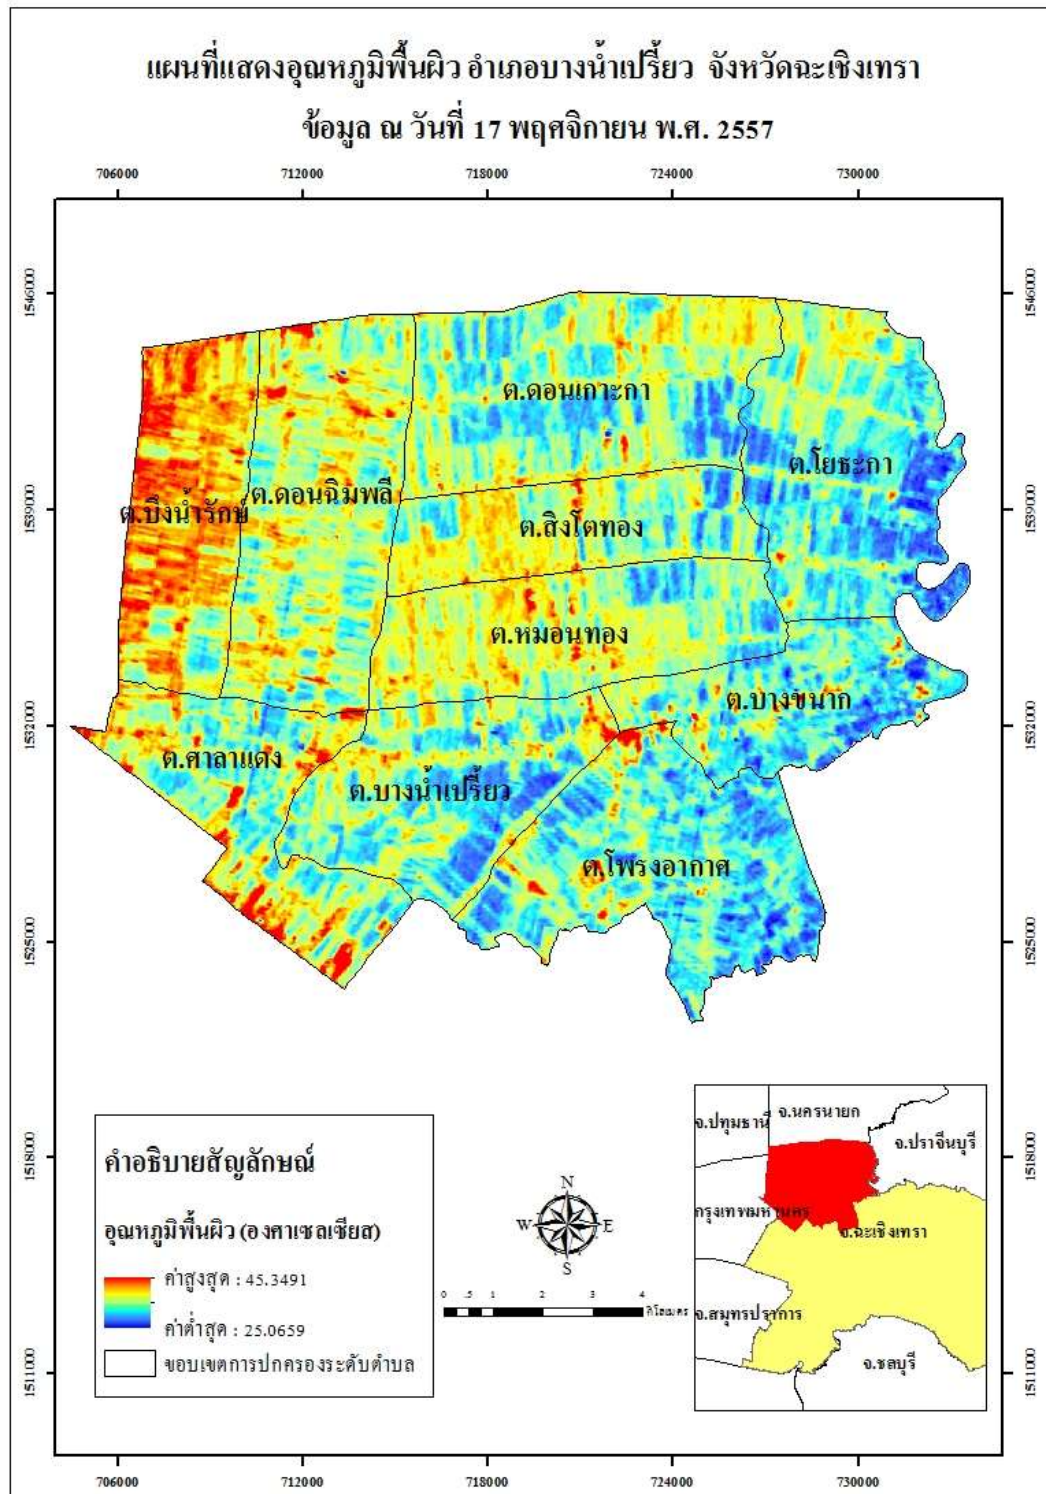 แผนที่แสดงอุณหภูมิพื้นผิว อำเภอบางน้ำเปรี้ยว จังหวัดฉะเชิงเทรา
ข้อมูล ณ วันที่ 17 พฤศจิกายน พ.ศ. 2557
706000 712000 718000 724000 730000
1546000 1546000
ต.ดอนเกาะกา
ต.โยธะกา
ต.ดอนฉิมพลี
1539000 1539000
ต.บึงน้ำรักษ์
ต.สิงโตทอง
ต.หมอนทอง
ต.บางขนาก
1532000 1532000
ต.ศาลาแดง
ต.บางน้ำเปรี้ยว
ต.โพรงอากาศ
1525000 1525000
จ.นครนายก
จ.ปทุมธานี
จ.ปราจีนบุรี
1518000 1518000
กรุงเทพมหานคร
จ.ฉะเชิงเทรา
จ.สมุทรปราการ
จ.ชลบุรี
คำอธิบายสัญลักษณ์
อุณหภูมิพื้นผิว (องศาเซลเซียส)
ค่าสูงสุด : 45.3491
ค่าต่ำสุด : 25.0659
ขอบเขตการปกครองระดับตำบล
N
W E
S
0 .5 1 2 3 4
กิโลเมตร
1511000 1511000
706000 712000 718000 724000 730000